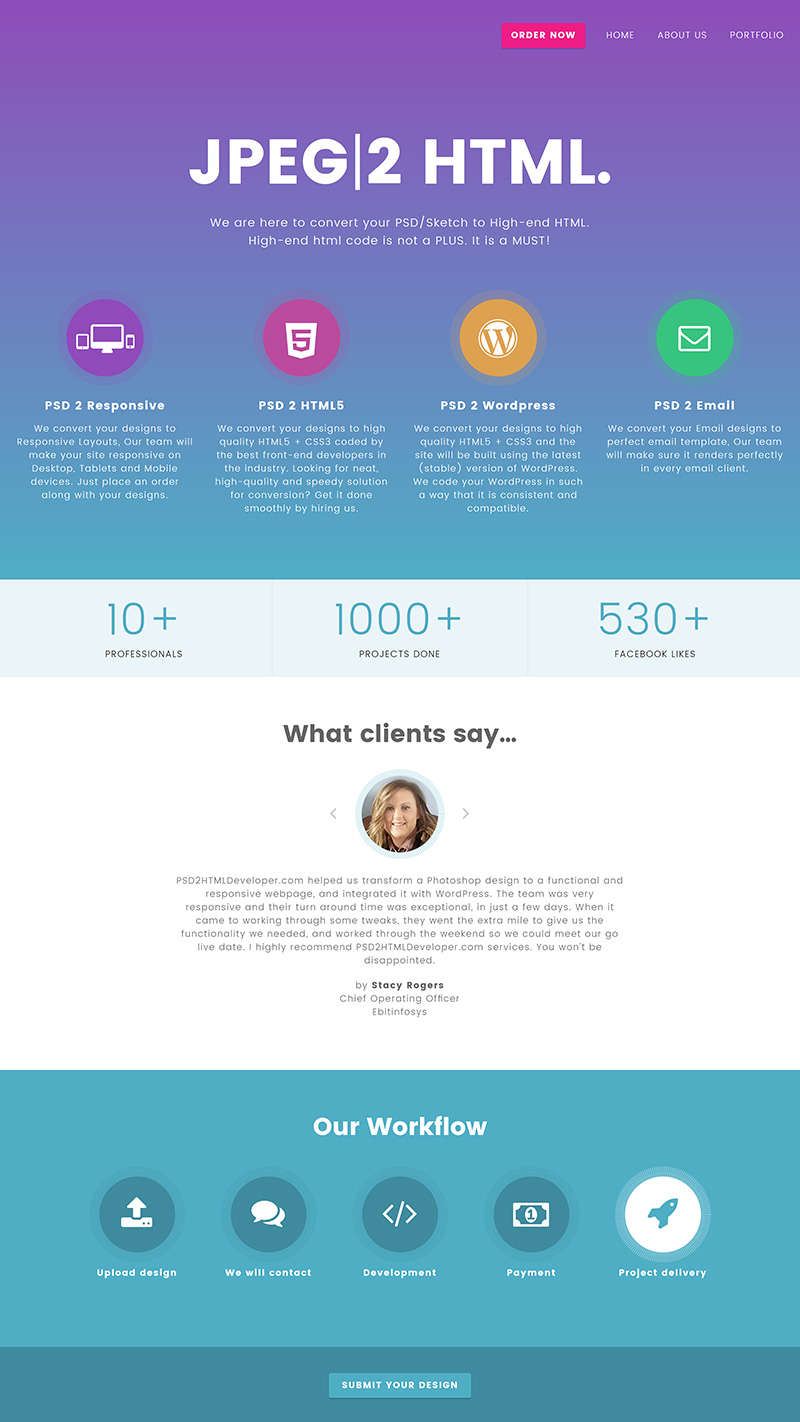 ORDER NOW HOME ABOUT US PORTFOLIO
JPEG|2 HTML.
We are here to convert your PSD/Sketch to High-end HTML.
High-end html code is not a PLUS. It is a MUST!
PSD 2 Responsive
We convert your designs to
Responsive Layouts, Our team will
make your site responsive on
Desktop, Tablets and Mobile
devices. Just place an order
along with your designs.
PSD 2 HTML5
We convert your designs to high
quality HTML5 + CSS3 coded by
the best front-end developers in
the industry. Looking for neat,
high-quality and speedy solution
for conversion? Get it done
smoothly by hiring us.
PSD 2 Wordpress
We convert your designs to high
quality HTML5 + CSS3 and the
site will be built using the latest
(stable) version of WordPress.
We code your WordPress in such
a way that it is consistent and
compatible.
PSD 2 Email
We convert your Email designs to
perfect email template, Our team
will make sure it renders perfectly
in every email client.
10+
PROFESSIONALS
1000+
PROJECTS DONE
530+
FACEBOOK LIKES
What clients say...
PSD2HTMLDeveloper.com helped us transform a Photoshop design to a functional and
responsive webpage, and integrated it with WordPress. The team was very
responsive and their turn around time was exceptional, in just a few days. When it
came to working through some tweaks, they went the extra mile to give us the
functionality we needed, and worked through the weekend so we could meet our go
live date. I highly recommend PSD2HTMLDeveloper.com services. You won't be
disappointed.
by Stacy Rogers
Chief Operating Officer
Ebitinfosys
Our Workflow
Upload design
We will contact
Development
1
Payment
Project delivery
SUBMIT YOUR DESIGN